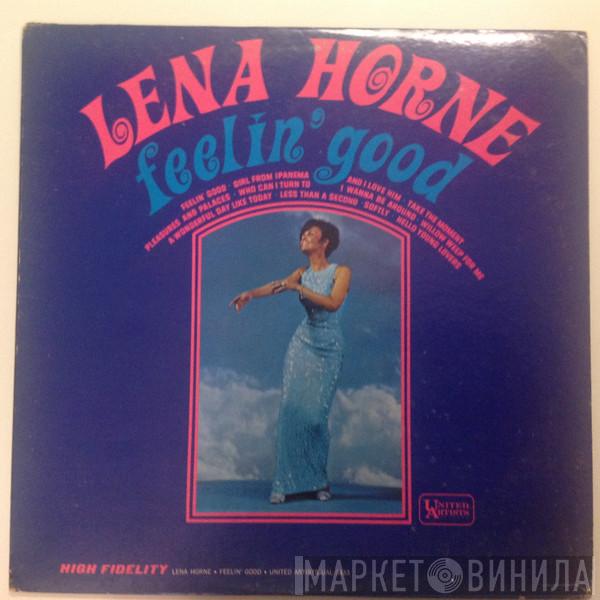 LENA HORNE
feelin' good
FEELIN' GOOD · GIRL FROM IPANEMA · AND I LOVE HIM · TAKE THE MOMENT
PLEASURES AND PALACES · WHO CAN I TURN TO · I WANNA BE AROUND · WILLOW WEEP FOR ME
A WONDERFUL DAY LIKE TODAY · LESS THAN A SECOND · SOFTLY · HELLO YOUNG LOVERS
UNITED
ARTISTS
HIGH FIDELITY LENA HORNE • FEELIN' GOOD • UNITED ARTISTS UAL
МАРКЕТ ВИНИЛА